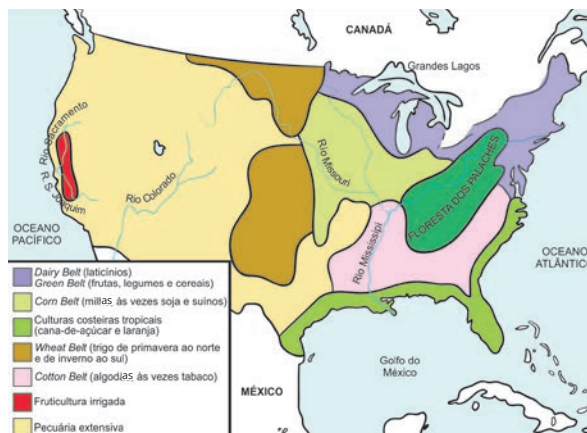 CANADÁ
Grandes Lagos
Rio Sacramento
R. S. Joaquim
Rio Colorado
Rio Missouri
Rio Mississipi
FLORESTA DOS PALACHES
OCEANO
PACÍFICO
OCEANO
ATLÂNTICO
Golfo do
México
MÉXICO
Dairy Belt (laticínios)
Green Belt (frutas, legumes e cereais)
Corn Belt (millas, às vezes soja e suínos)
Culturas costeiras tropicais
(cana-de-açúcar e laranja)
Wheat Belt (trigo de primavera ao norte
e de inverno ao sul)
Cotton Belt (algodías, às vezes tabaco)
Fruticultura irrigada
Pecuária extensiva